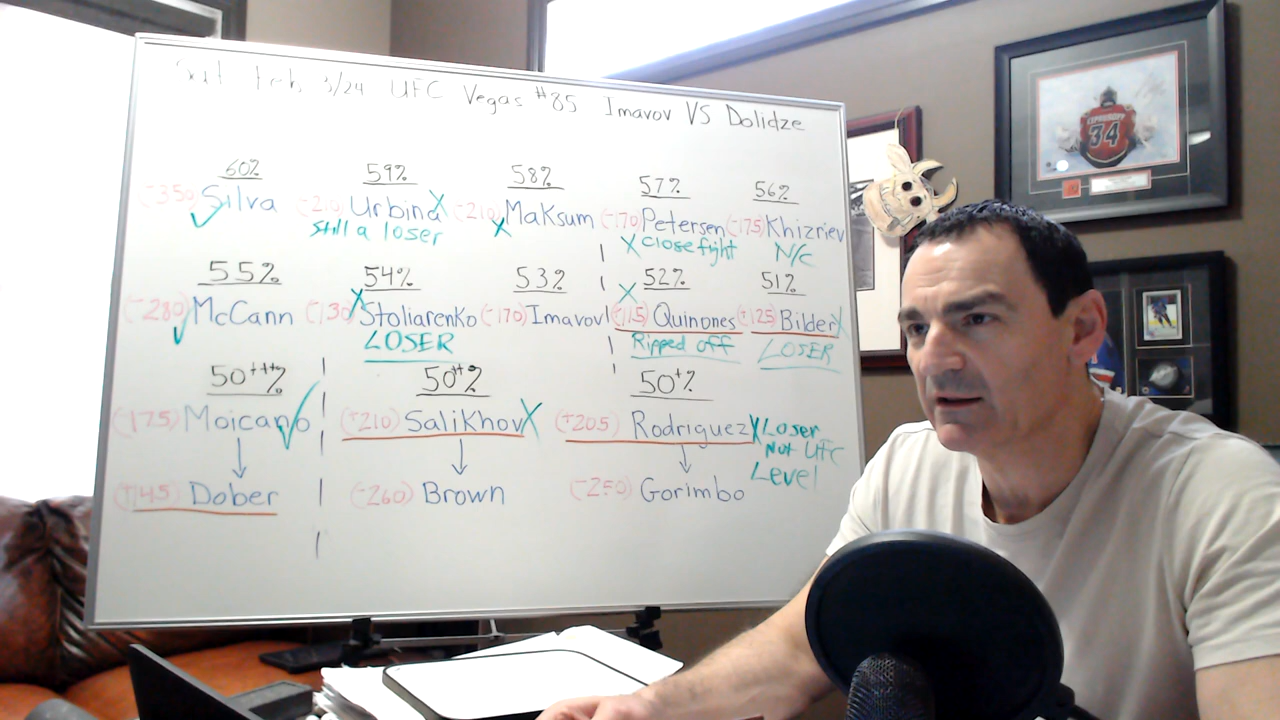 Sat Feb 3/24 UFC Vegas #85 Imavov VS Dolidze
60% 59% 58% 57% 56%
(-350) Silva (-210) Urbina X (-210) Maksum (-170) Petersen (-175) Khizriev
Still a loser X X close fight N/C
55% 54% 53% 52% 51%
(-280) McCann (-130) Stoliarenko (-170) Imavov (-115) Quinones (-125) Bilder X
LOSER Ripped off LOSER
50+++% 50++% 50+%
(-175) Moicano (+210) Salikhov X (+205) Rodriguez X Loser
Not UFC
Level
(+145) Dober (-260) Brown Gorimbo
34